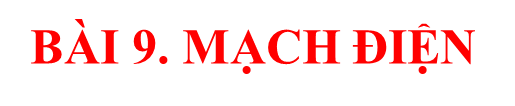 BÀI 9. MẠCH ĐIỆN